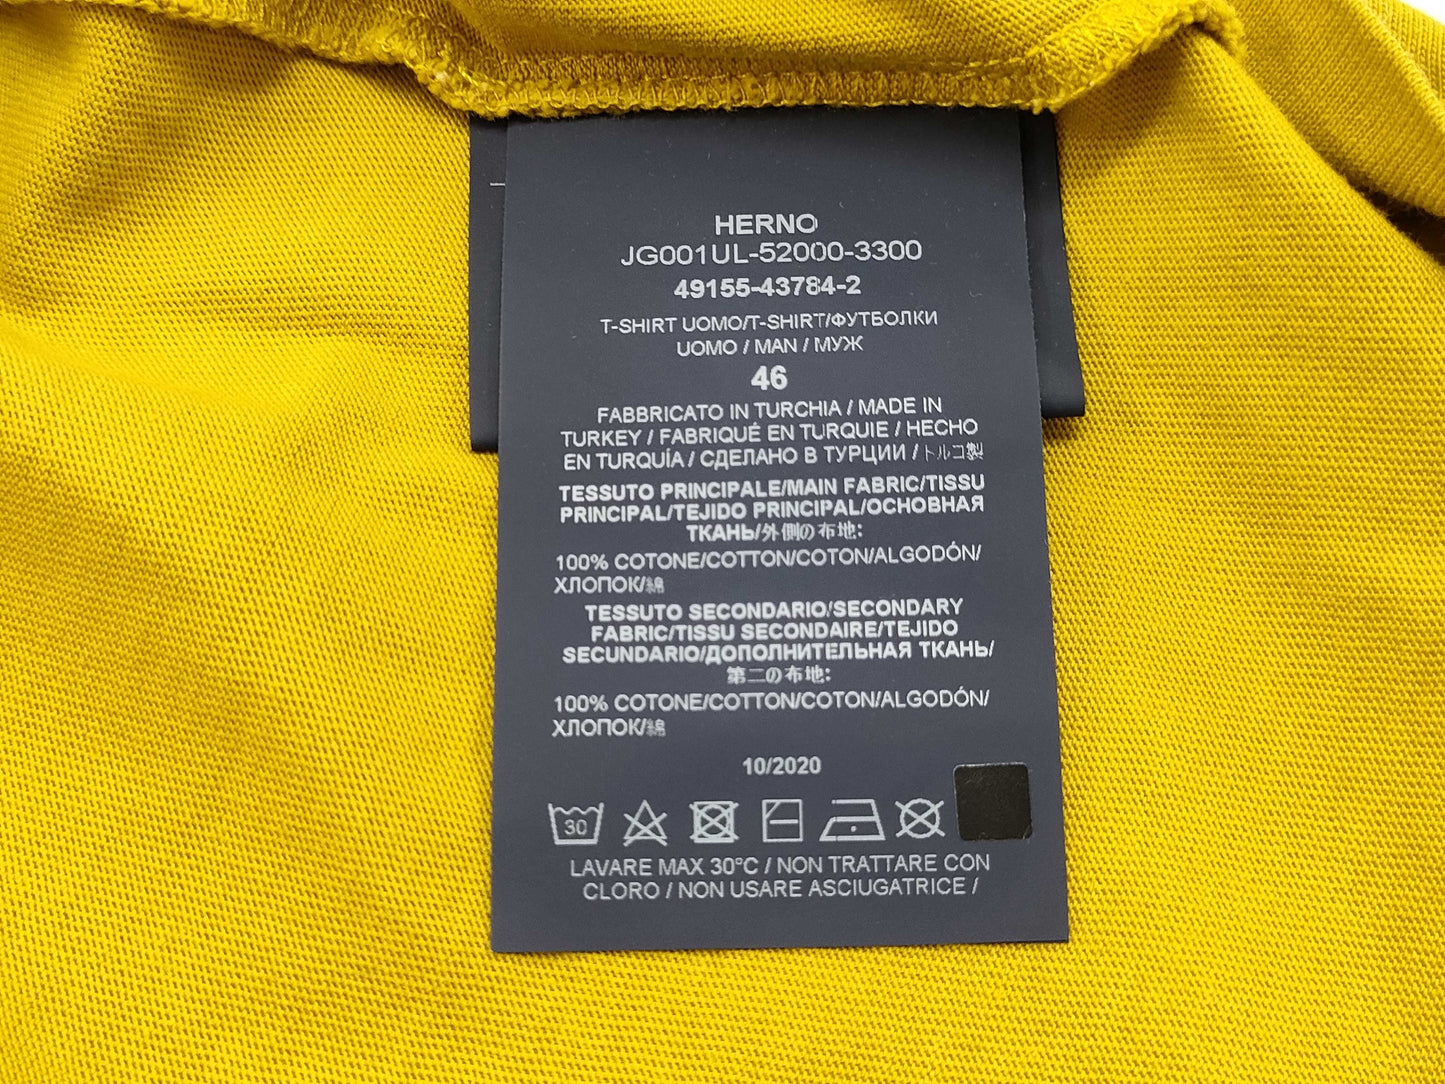 HERNO
JG001UL-52000-3300
49155-43784-2
T-SHIRT UOMO/T-SHIRT/ФУТБОЛКИ
UOMO / MAN / МУЖ
46
FABBRICATO IN TURCHIA / MADE IN
TURKEY / FABRIQUÉ EN TURQUIE / HECHO
EN TURQUÍA / СДЕЛАНО В ТУРЦИИ / トルコ製
TESSUTO PRINCIPALE/MAIN FABRIC/TISSU
PRINCIPAL/TEJIDO PRINCIPAL/ОСНОВНАЯ
ТКАНЬ/外側の布地:
100% COTONE/COTTON/COTON/ALGODÓN/
ХЛОПОК/綿
TESSUTO SECONDARIO/SECONDARY
FABRIC/TISSU SECONDAIRE/TEJIDO
SECUNDARIO/ДОПОЛНИТЕЛЬНАЯ ТКАНЬ/
第二の布地:
100% COTONE/COTTON/COTON/ALGODÓN/
ХЛОПОК/綿
10/2020
30
LAVARE MAX 30°C / NON TRATTARE CON
CLORO / NON USARE ASCIUGATRICE /